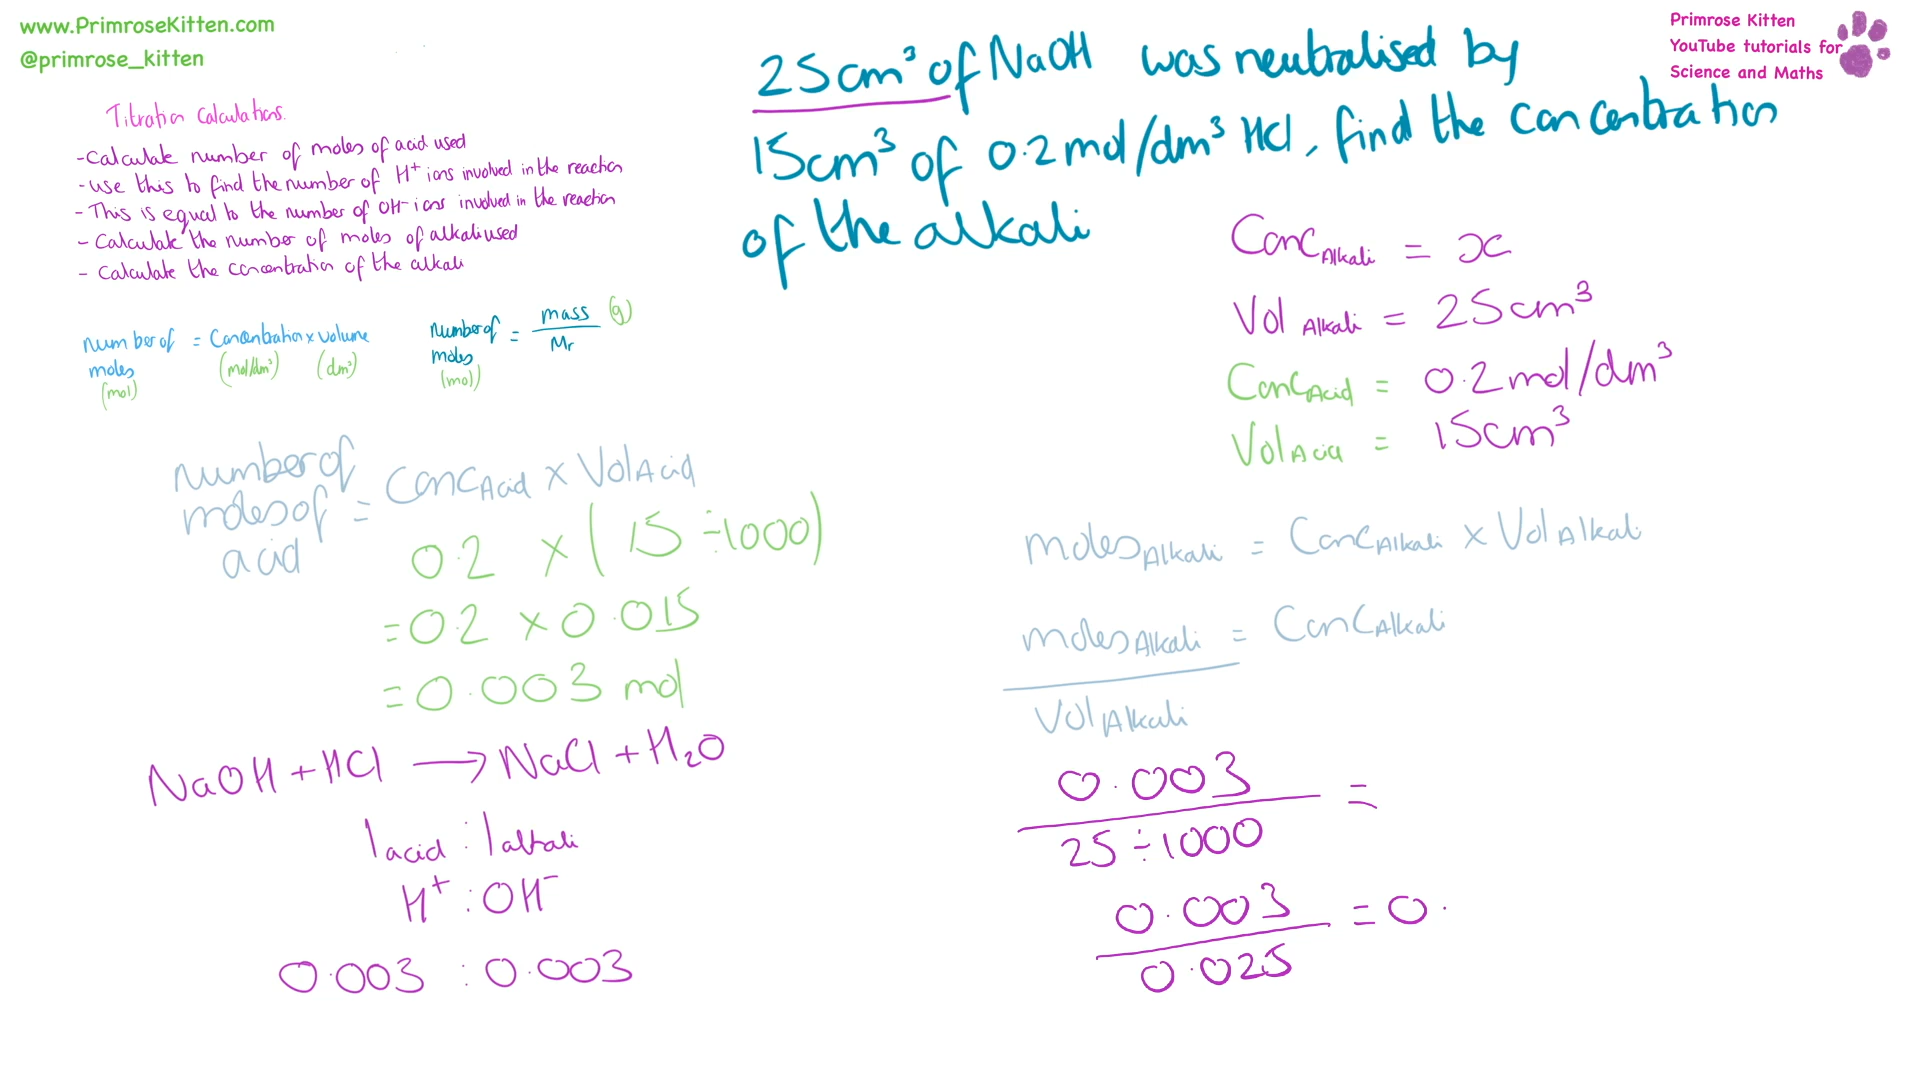 www.PrimroseKitten.com
@primrose_kitten
Primrose Kitten
YouTube tutorials for
Science and Maths
25cm³ of NaOH was neutralised by
15cm³ of 0.2mol/dm³ HCl, find the concentration
of the alkali
Titration Calculations.
- Calculate number of moles of acid used
- use this to find the number of H⁺ ions involved in the reaction
- This is equal to the number of OH⁻ ions involved in the reaction
- Calculate the number of moles of alkali used
- Calculate the concentration of the alkali
number of moles (mol) = Concentration (mol/dm³) x volume (dm³)
Number of moles (mol) = mass (g) / Mr
number of moles of acid = Conc Acid x Vol Acid
0.2 x (15 ÷ 1000)
= 0.2 x 0.015
= 0.003 mol
NaOH + HCl → NaCl + H₂O
1 acid : 1 alkali
H⁺ : OH⁻
0.003 : 0.003
Conc Alkali = x
Vol Alkali = 25cm³
Conc Acid = 0.2mol/dm³
Vol Acid = 15cm³
moles Alkali = Conc Alkali x Vol Alkali
moles Alkali / Vol Alkali = Conc Alkali
0.003 / 25 ÷ 1000 =
0.003 / 0.025 = 0.